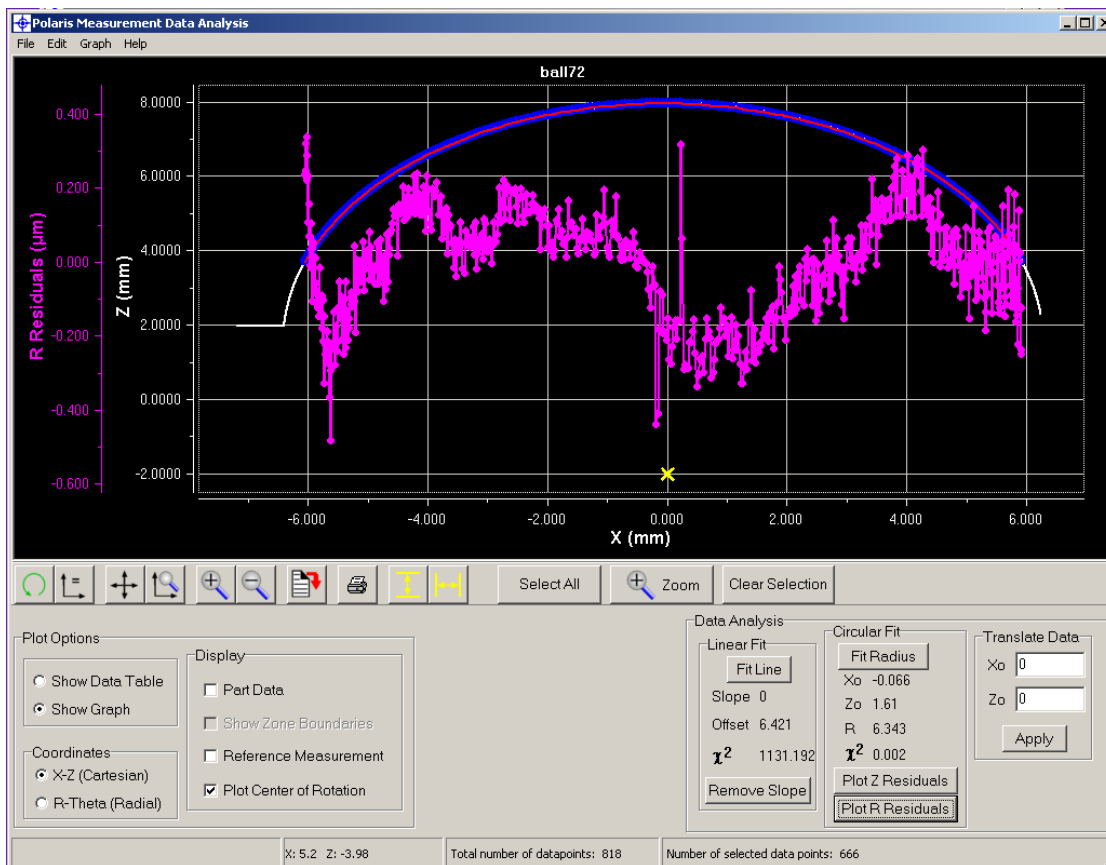 Polaris Measurement Data Analysis
File Edit Graph Help
ball72
0.400
0.200
0.000
-0.200
-0.400
-0.600
R Residuals (µm)
8.0000
6.0000
4.0000
2.0000
0.0000
-2.0000
Z (mm)
-6.000 -4.000 -2.000 0.000 2.000 4.000 6.000
X (mm)
Select All Zoom Clear Selection
Plot Options
Show Data Table
Show Graph
Coordinates
X-Z (Cartesian)
R-Theta (Radial)
Display
Part Data
Show Zone Boundaries
Reference Measurement
Plot Center of Rotation
Data Analysis
Linear Fit
Fit Line
Slope 0
Offset 6.421
χ² 1131.192
Remove Slope
Circular Fit
Fit Radius
Xo -0.066
Zo 1.61
R 6.343
χ² 0.002
Plot Z Residuals
Plot R Residuals
Translate Data
Xo 0
Zo 0
Apply
X: 5.2 Z: -3.98 Total number of datapoints: 818 Number of selected data points: 666